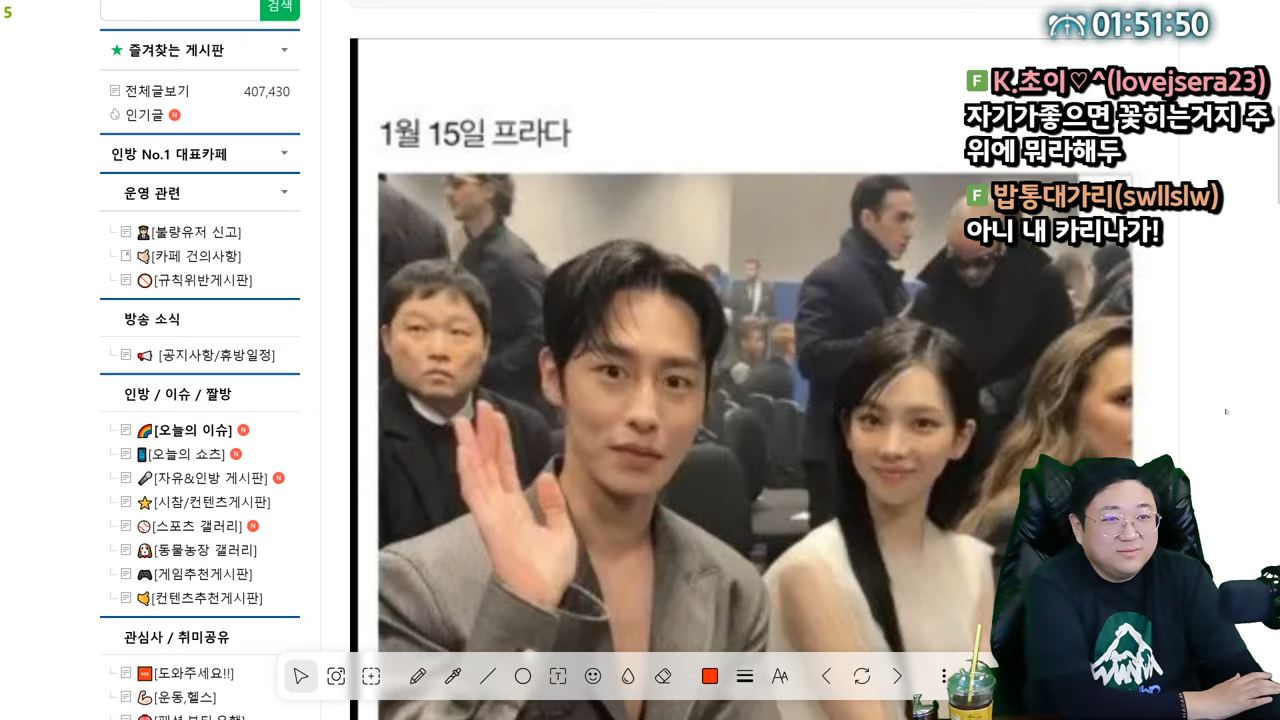 5
검색
01:51:50
★ 즐겨찾는 게시판
전체글보기 407,430
인기글 N
인방 No.1 대표카페
운영 관련
[불량유저 신고]
[카페 건의사항]
[규칙위반게시판]
방송 소식
[공지사항/휴방일정]
인방 / 이슈 / 짤방
[오늘의 이슈] N
[오늘의 쇼츠] N
[자유&인방 게시판] N
[시참/컨텐츠게시판]
[스포츠 갤러리] N
[동물농장 갤러리]
[게임추천게시판]
[컨텐츠추천게시판]
관심사 / 취미공유
[도와주세요!!]
[운동,헬스]
1월 15일 프라다
F K.초이♡^(lovejsera23)
자기가좋으면 꽃히는거지 주
위에 뭐라해두
F 밥통대가리(swllslw)
아니 내 카리나가!